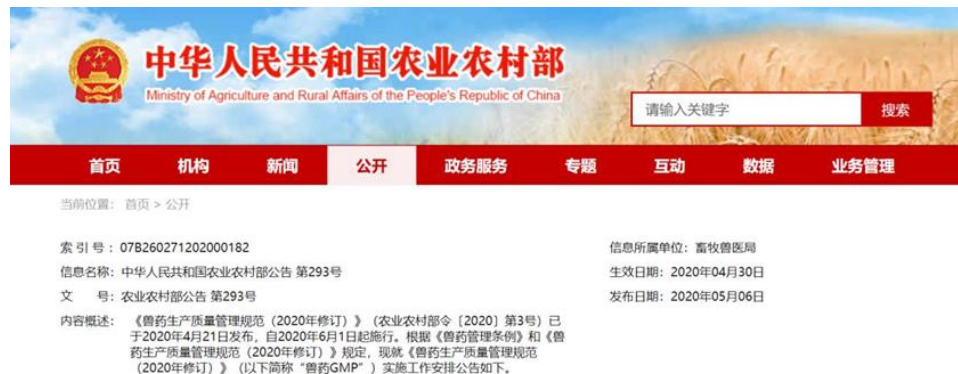 中华人民共和国农业农村部
Ministry of Agriculture and Rural Affairs of the People's Republic of China
请输入关键字 搜索
首页 机构 新闻 公开 政务服务 专题 互动 数据 业务管理
当前位置： 首页 > 公开
索 引 号 ：07B260271202000182 信息所属单位：畜牧兽医局
信息名称：中华人民共和国农业农村部公告 第293号 生效日期：2020年04月30日
文 号：农业农村部公告 第293号 发布日期：2020年05月06日
内容概述： 《兽药生产质量管理规范（2020年修订）》（农业农村部令〔2020〕第3号）已
于2020年4月21日发布，自2020年6月1日起施行。根据《兽药管理条例》和《兽
药生产质量管理规范（2020年修订）》规定，现就《兽药生产质量管理规范
（2020年修订）》（以下简称“兽药GMP”）实施工作安排公告如下。